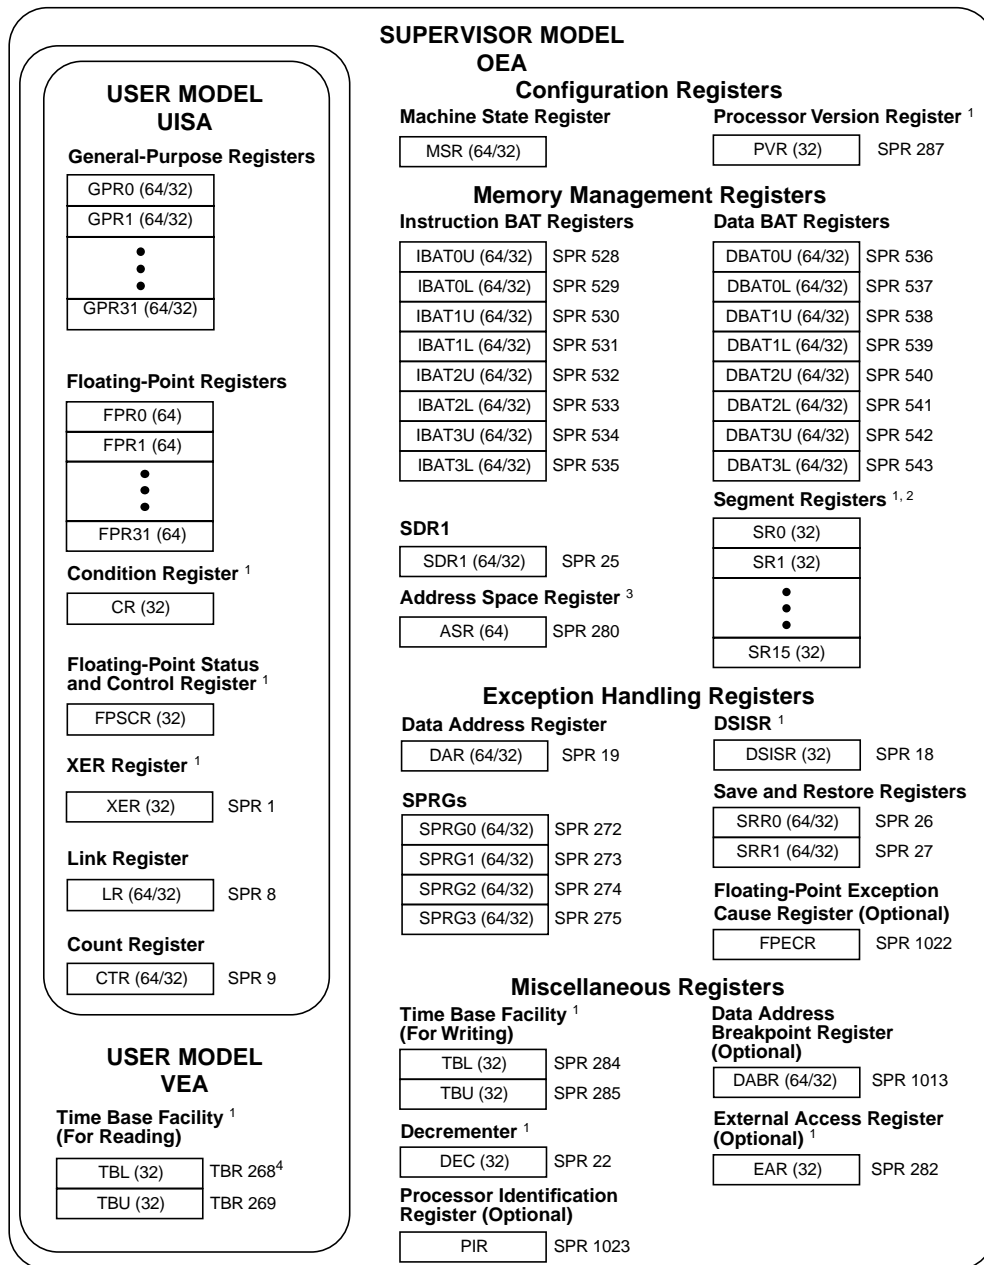 SUPERVISOR MODEL
OEA
USER MODEL
UISA
General-Purpose Registers
GPR0 (64/32)
GPR1 (64/32)
GPR31 (64/32)
Floating-Point Registers
FPR0 (64)
FPR1 (64)
FPR31 (64)
Condition Register 1
CR (32)
Floating-Point Status
and Control Register 1
FPSCR (32)
XER Register 1
XER (32) SPR 1
Link Register
LR (64/32) SPR 8
Count Register
CTR (64/32) SPR 9
USER MODEL
VEA
Time Base Facility 1
(For Reading)
TBL (32) TBR 268 4
TBU (32) TBR 269
Configuration Registers
Machine State Register
MSR (64/32)
Processor Version Register 1
PVR (32) SPR 287
Memory Management Registers
Instruction BAT Registers
IBAT0U (64/32) SPR 528
IBAT0L (64/32) SPR 529
IBAT1U (64/32) SPR 530
IBAT1L (64/32) SPR 531
IBAT2U (64/32) SPR 532
IBAT2L (64/32) SPR 533
IBAT3U (64/32) SPR 534
IBAT3L (64/32) SPR 535
Data BAT Registers
DBAT0U (64/32) SPR 536
DBAT0L (64/32) SPR 537
DBAT1U (64/32) SPR 538
DBAT1L (64/32) SPR 539
DBAT2U (64/32) SPR 540
DBAT2L (64/32) SPR 541
DBAT3U (64/32) SPR 542
DBAT3L (64/32) SPR 543
SDR1
SDR1 (64/32) SPR 25
Address Space Register 3
ASR (64) SPR 280
Segment Registers 1, 2
SR0 (32)
SR1 (32)
SR15 (32)
Exception Handling Registers
Data Address Register
DAR (64/32) SPR 19
SPRGs
SPRG0 (64/32) SPR 272
SPRG1 (64/32) SPR 273
SPRG2 (64/32) SPR 274
SPRG3 (64/32) SPR 275
DSISR 1
DSISR (32) SPR 18
Save and Restore Registers
SRR0 (64/32) SPR 26
SRR1 (64/32) SPR 27
Floating-Point Exception
Cause Register (Optional)
FPECR SPR 1022
Miscellaneous Registers
Time Base Facility 1
(For Writing)
TBL (32) SPR 284
TBU (32) SPR 285
Decrementer 1
DEC (32) SPR 22
Processor Identification
Register (Optional)
PIR SPR 1023
Data Address
Breakpoint Register
(Optional)
DABR (64/32) SPR 1013
External Access Register
(Optional) 1
EAR (32) SPR 282